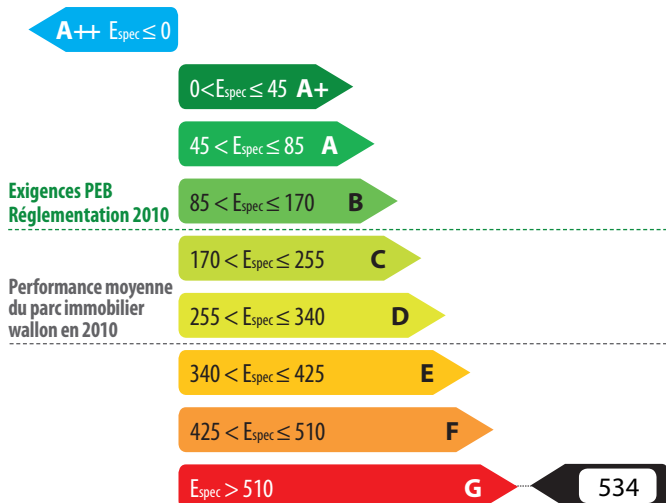 A++ Espec ≤ 0
0<Espec ≤ 45 A+
45 < Espec ≤ 85 A
Exigences PEB
Réglementation 2010
85 < Espec ≤ 170 B
170 < Espec ≤ 255 C
Performance moyenne
du parc immobilier
wallon en 2010
255 < Espec ≤ 340 D
340 < Espec ≤ 425 E
425 < Espec ≤ 510 F
Espec > 510 G
534